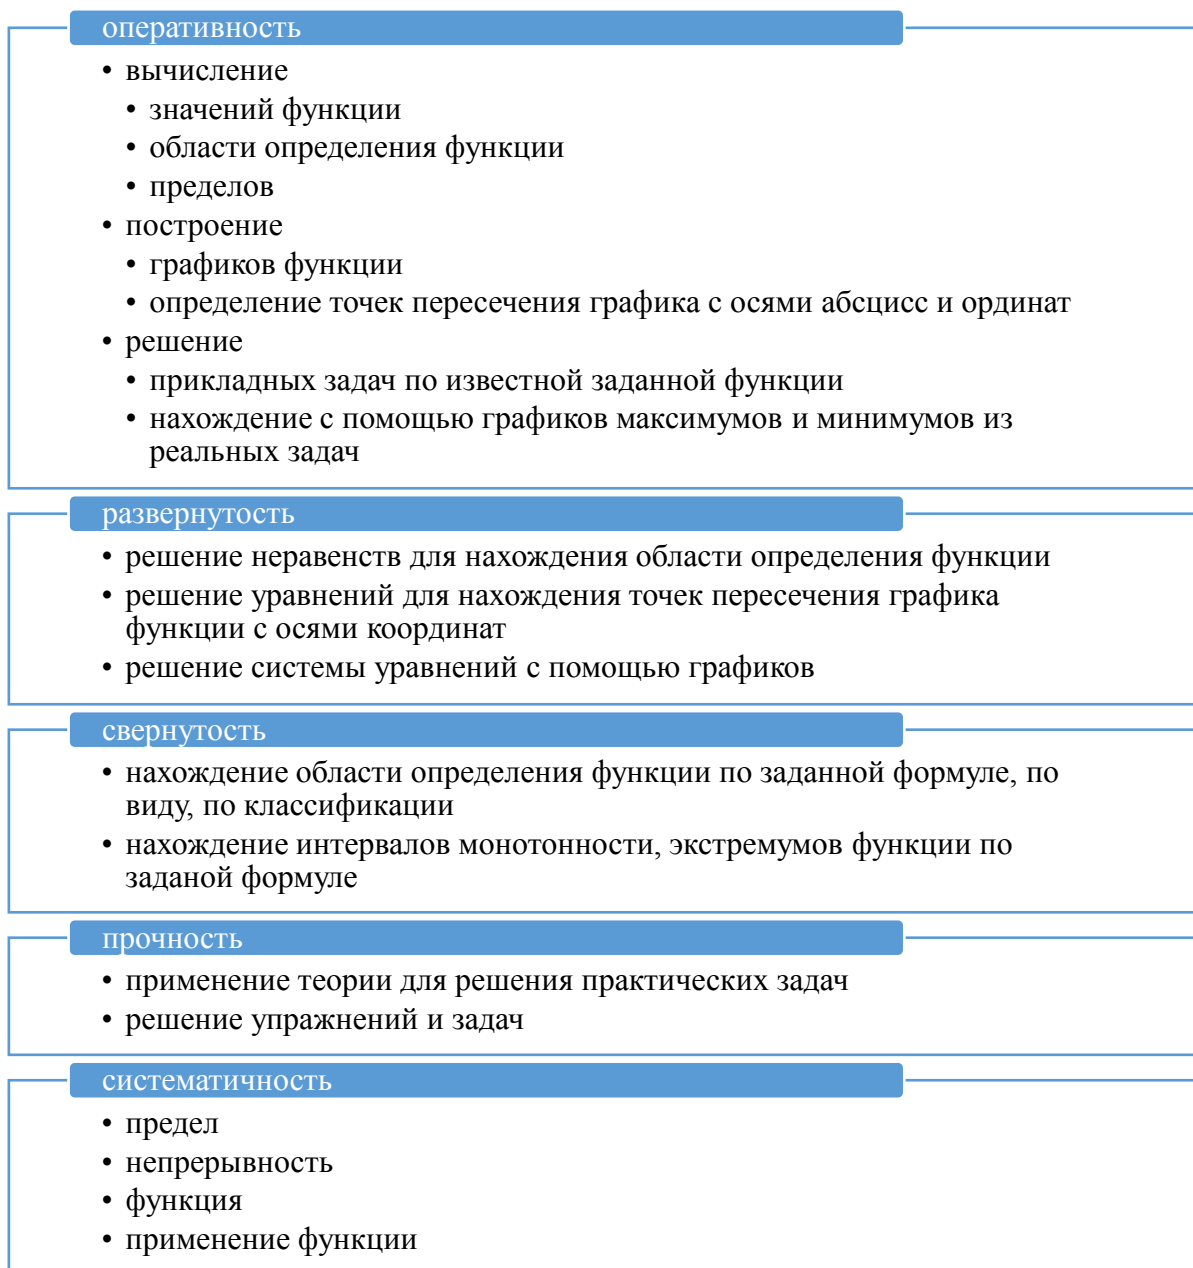 оперативность
• вычисление
• значений функции
• области определения функции
• пределов
• построение
• графиков функции
• определение точек пересечения графика с осями абсцисс и ординат
• решение
• прикладных задач по известной заданной функции
• нахождение с помощью графиков максимумов и минимумов из
реальных задач
развернутость
• решение неравенств для нахождения области определения функции
• решение уравнений для нахождения точек пересечения графика
функции с осями координат
• решение системы уравнений с помощью графиков
свернутость
• нахождение области определения функции по заданной формуле, по
виду, по классификации
• нахождение интервалов монотонности, экстремумов функции по
заданой формуле
прочность
• применение теории для решения практических задач
• решение упражнений и задач
систематичность
• предел
• непрерывность
• функция
• применение функции